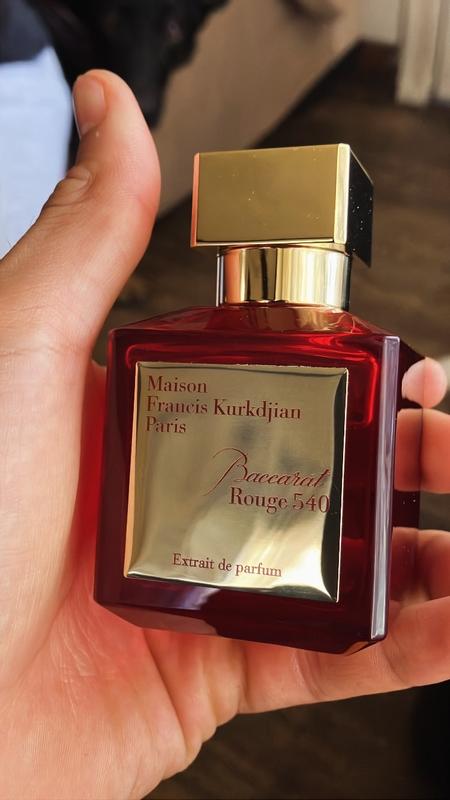 Maison
Francis Kurkdjian
Paris
Baccarat
Rouge 540
Extrait de parfum